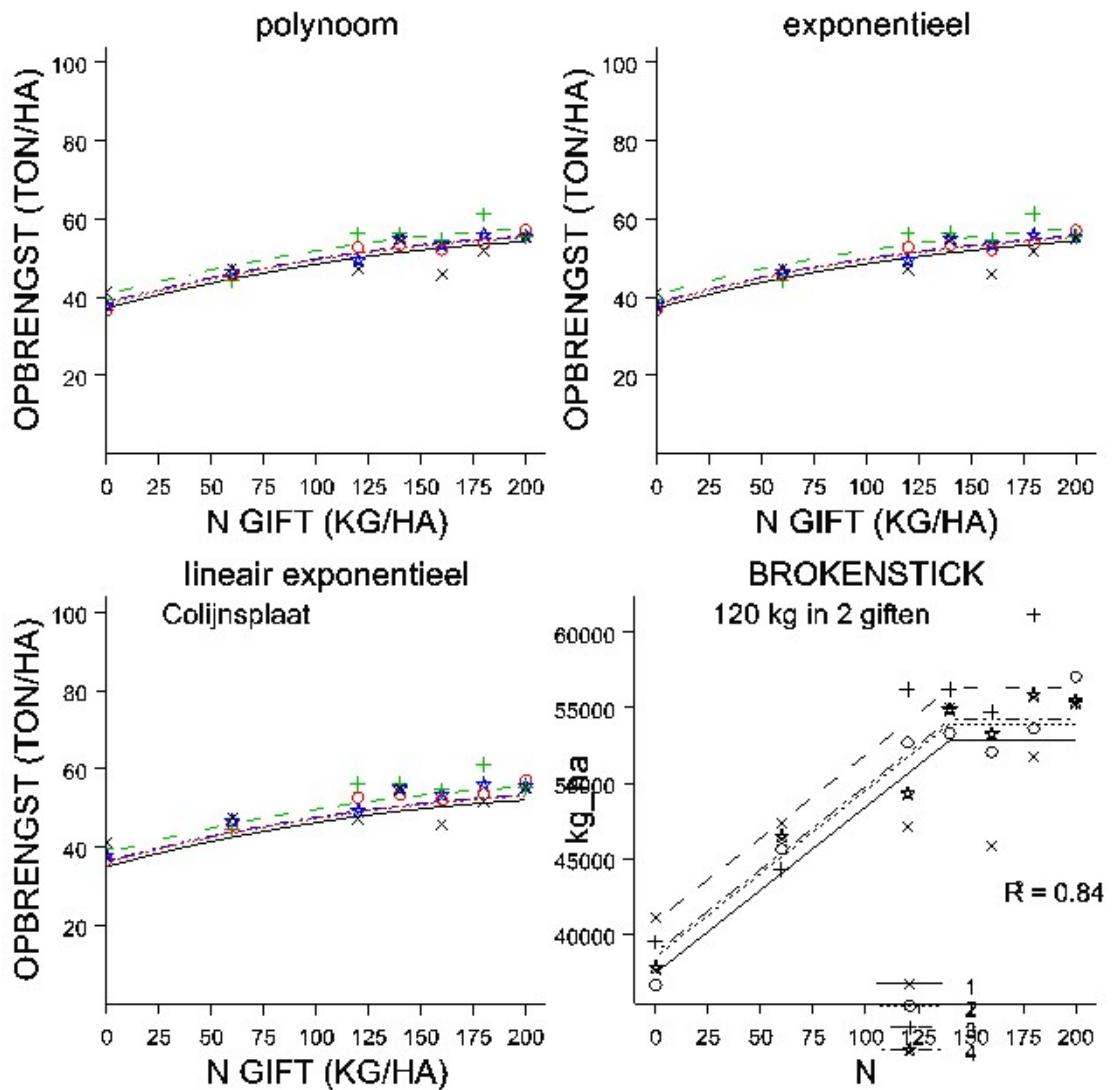 polynoom
OPBRENGST (TON/HA)
100
80
60
40
20
0 25 50 75 100 125 150 175 200
N GIFT (KG/HA)
exponentieel
OPBRENGST (TON/HA)
100
80
60
40
20
0 25 50 75 100 125 150 175 200
N GIFT (KG/HA)
lineair exponentieel
Colijnsplaat
OPBRENGST (TON/HA)
100
80
60
40
20
0 25 50 75 100 125 150 175 200
N GIFT (KG/HA)
BROKENSTICK
120 kg in 2 giften
kg_ha
60000
55000
50000
45000
40000
R² = 0.84
0 25 50 75 100 125 150 175 200
N
1
2
3
4